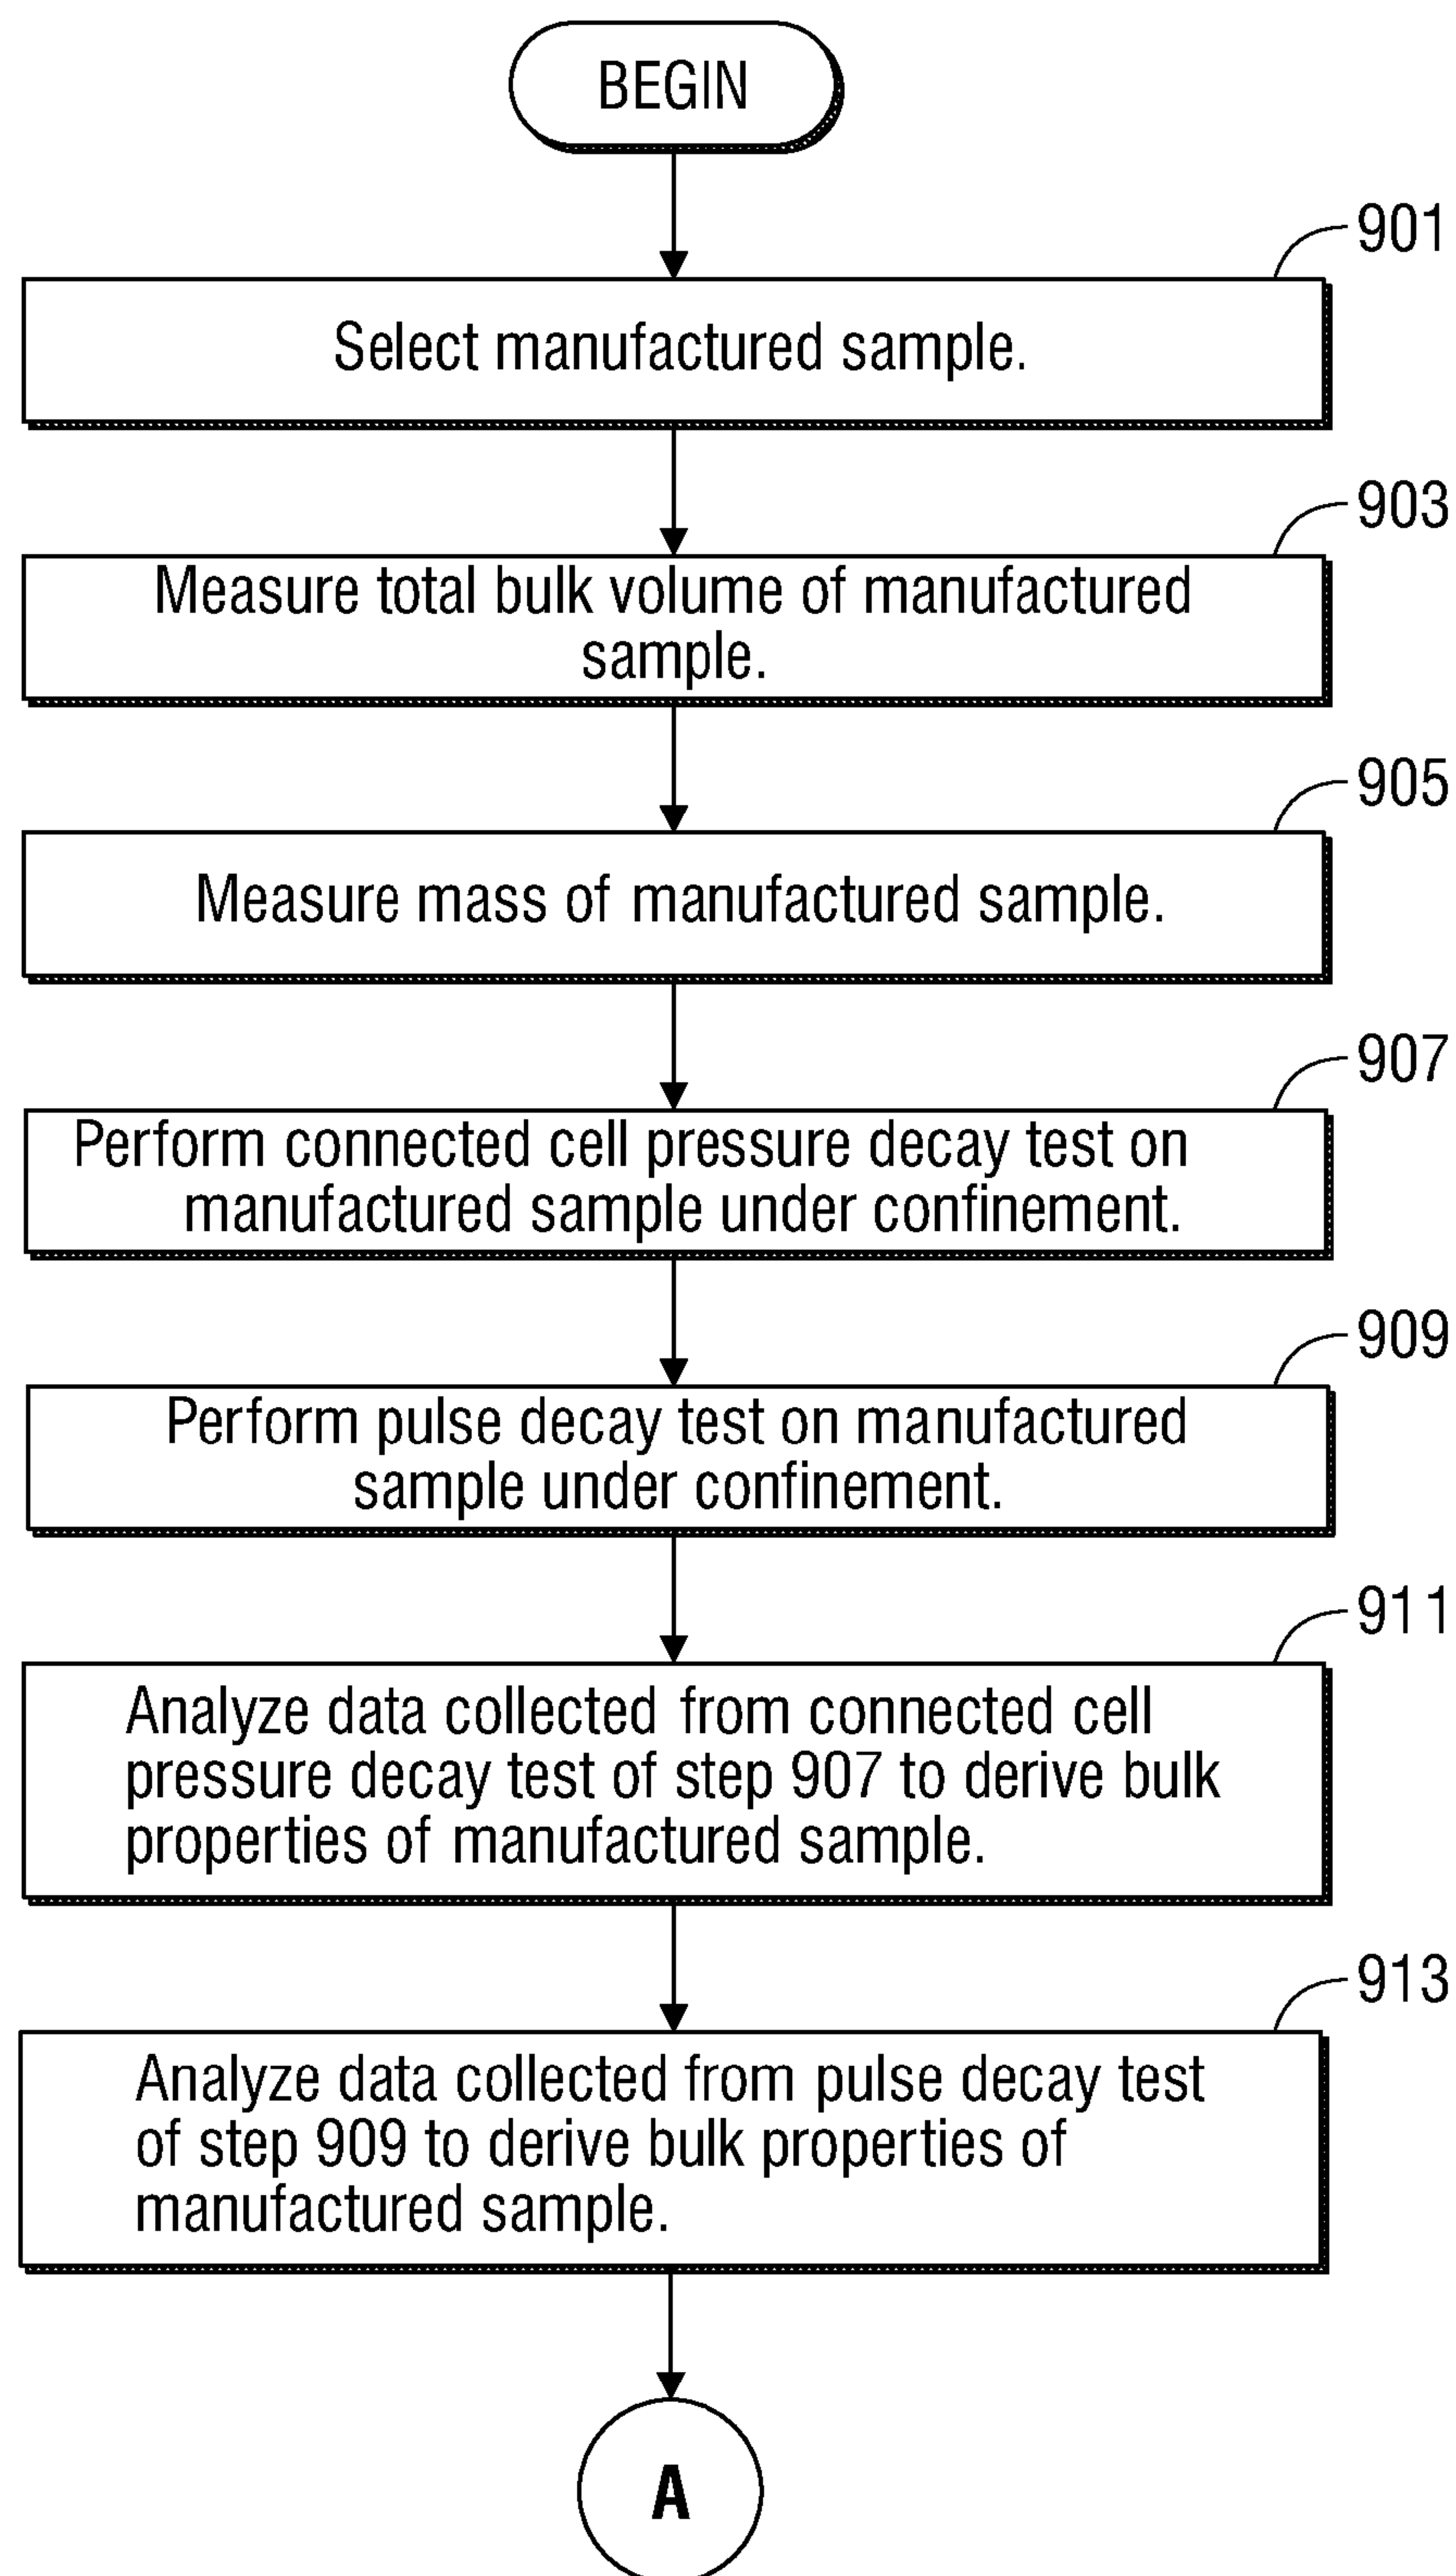 BEGIN
901
Select manufactured sample.
903
Measure total bulk volume of manufactured
sample.
905
Measure mass of manufactured sample.
907
Perform connected cell pressure decay test on
manufactured sample under confinement.
909
Perform pulse decay test on manufactured
sample under confinement.
911
Analyze data collected from connected cell
pressure decay test of step 907 to derive bulk
properties of manufactured sample.
913
Analyze data collected from pulse decay test
of step 909 to derive bulk properties of
manufactured sample.
A